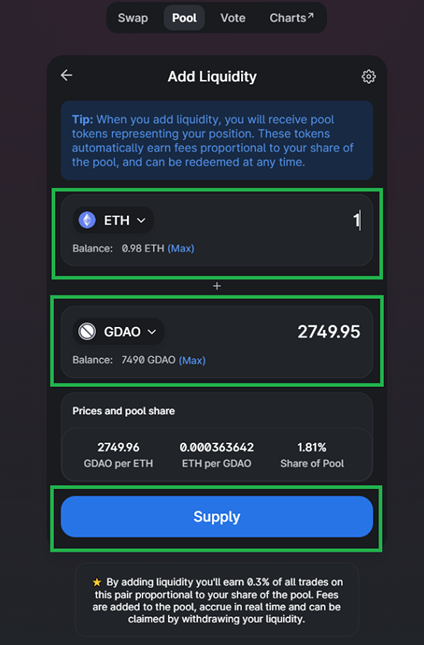 Swap Pool Vote Charts↗
← Add Liquidity
Tip: When you add liquidity, you will receive pool
tokens representing your position. These tokens
automatically earn fees proportional to your share of
the pool, and can be redeemed at any time.
ETH 1
Balance: 0.98 ETH (Max)
+
GDAO 2749.95
Balance: 7490 GDAO (Max)
Prices and pool share
2749.96 0.000363642 1.81%
GDAO per ETH ETH per GDAO Share of Pool
Supply
⭐ By adding liquidity you'll earn 0.3% of all trades on
this pair proportional to your share of the pool. Fees
are added to the pool, accrue in real time and can be
claimed by withdrawing your liquidity.